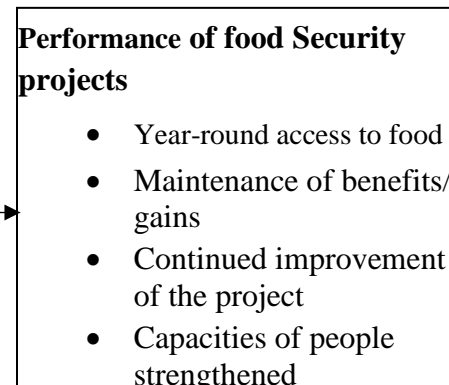 Performance of food Security
projects
• Year-round access to food
• Maintenance of benefits/
gains
• Continued improvement
of the project
• Capacities of people
strengthened